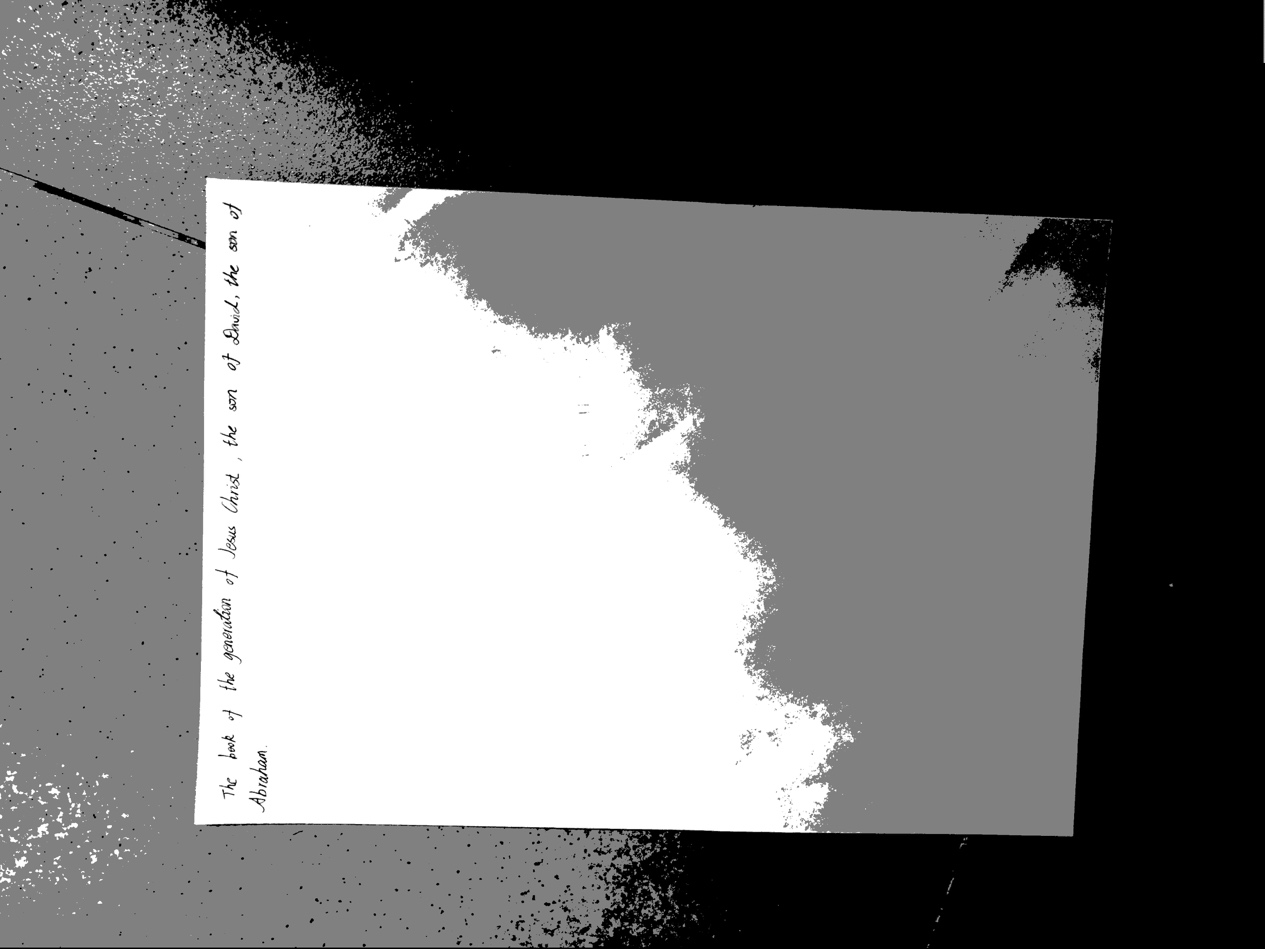 The book of the generation of Jesus Christ, the son of David, the son of
Abraham.